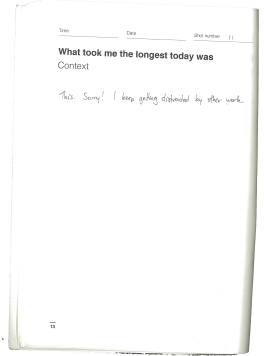 Time
Date
Shot number 11
What took me the longest today was
Context
This. Sorry! I keep getting distracted by other work
13